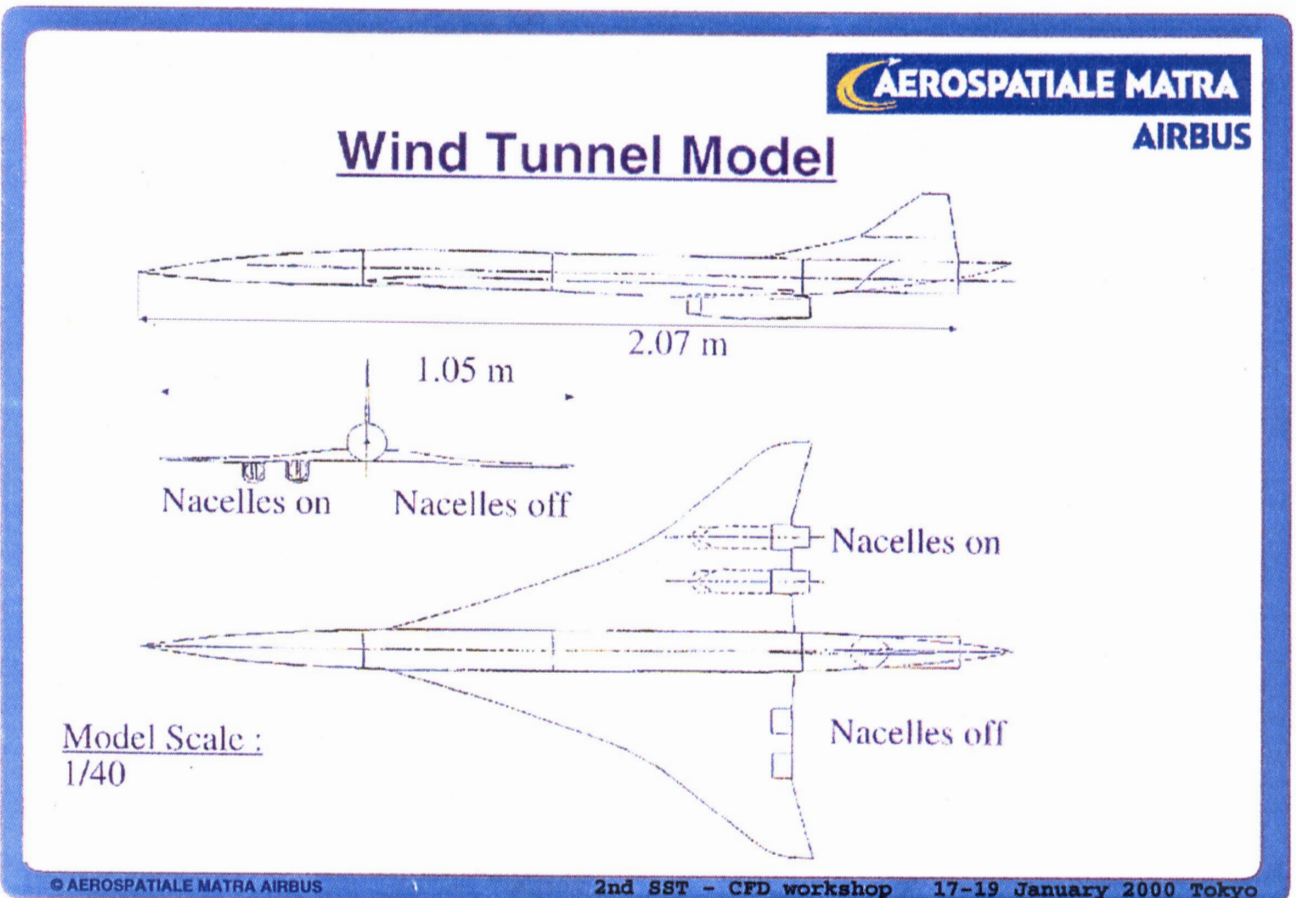 AEROSPATIALE MATRA
AIRBUS
Wind Tunnel Model
2.07 m
1.05 m
Nacelles on
Nacelles off
Nacelles on
Nacelles off
Model Scale :
1/40
© AEROSPATIALE MATRA AIRBUS
2nd SST - CFD workshop 17-19 January 2000 Tokyo